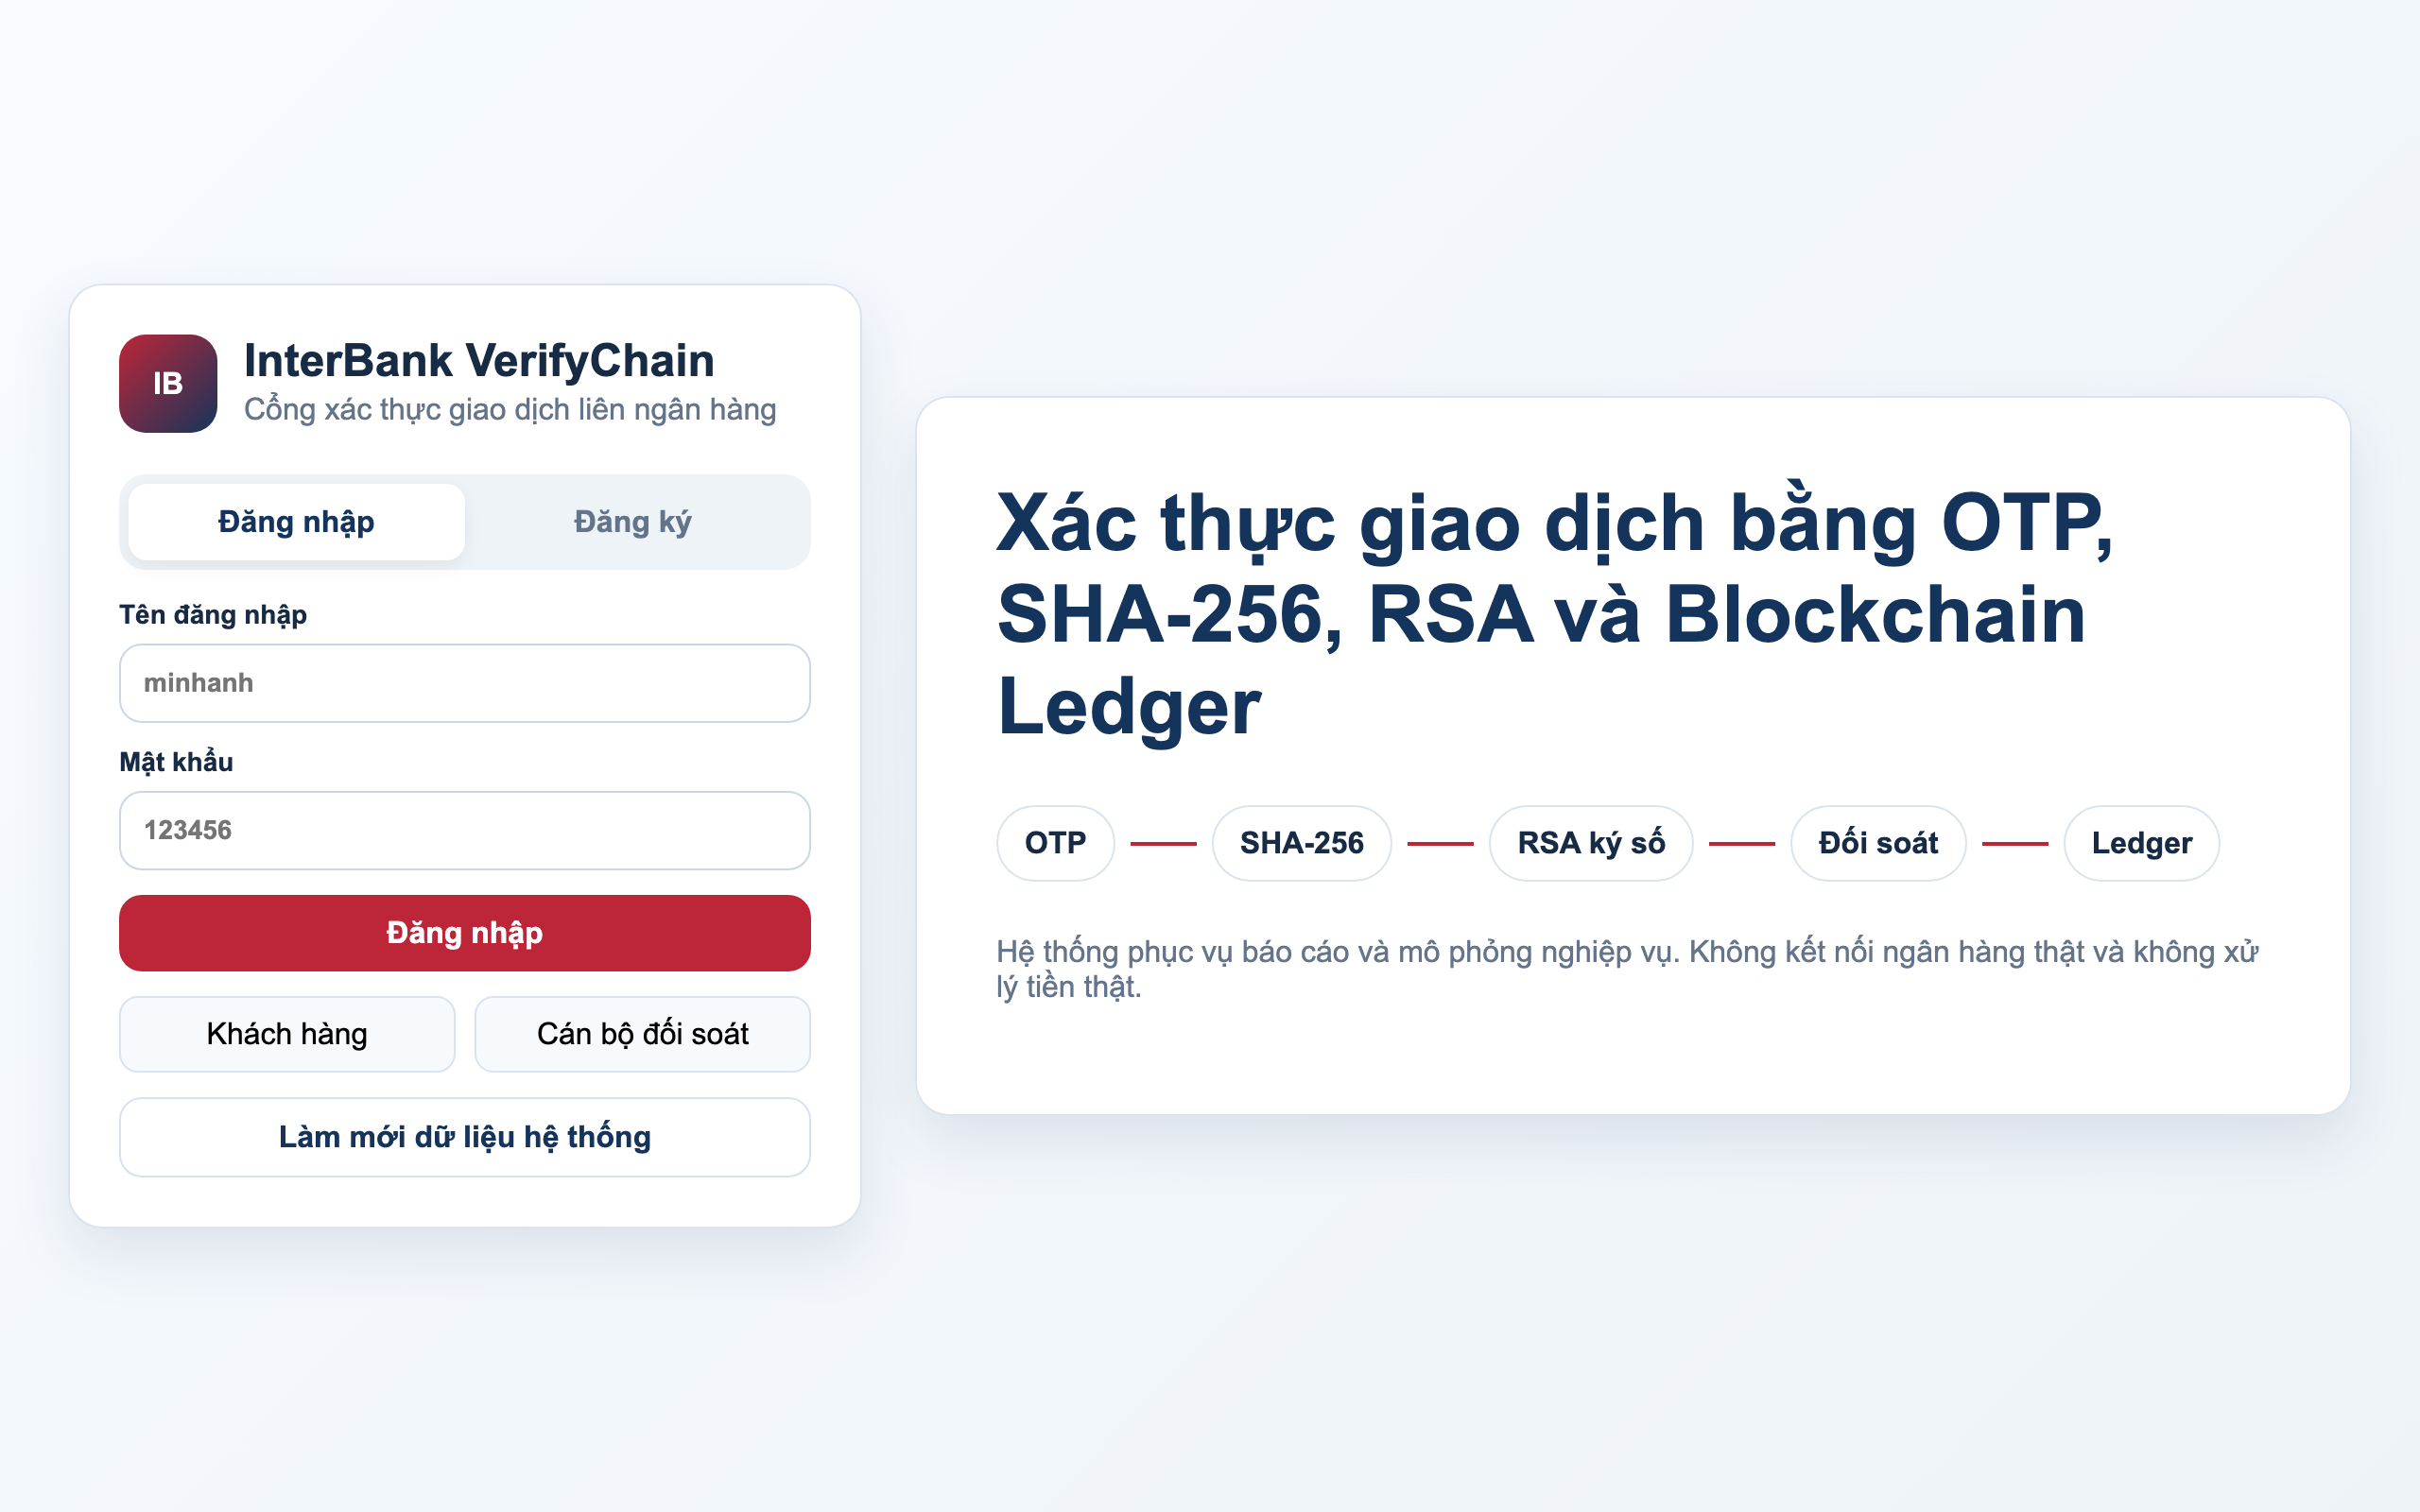 IB
InterBank VerifyChain
Cổng xác thực giao dịch liên ngân hàng
Đăng nhập
Đăng ký
Tên đăng nhập
minhanh
Mật khẩu
123456
Đăng nhập
Khách hàng
Cán bộ đối soát
Làm mới dữ liệu hệ thống
Xác thực giao dịch bằng OTP,
SHA-256, RSA và Blockchain
Ledger
OTP
SHA-256
RSA ký số
Đối soát
Ledger
Hệ thống phục vụ báo cáo và mô phỏng nghiệp vụ. Không kết nối ngân hàng thật và không xử
lý tiền thật.